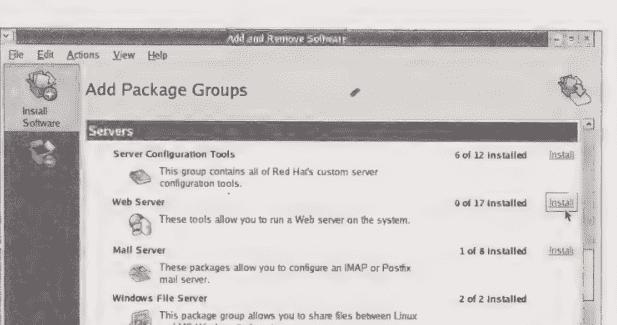 Add and Remove Software
File Edit Actions View Help
Install
Software
Add Package Groups
Servers
Server Configuration Tools 6 of 12 installed Install
This group contains all of Red Hat's custom server
configuration tools.
Web Server 0 of 17 installed Install
These tools allow you to run a Web server on the system.
Mail Server 1 of 8 installed Install
These packages allow you to configure an IMAP or Postfix
mail server.
Windows File Server 2 of 2 installed
This package group allows you to share files between Linux